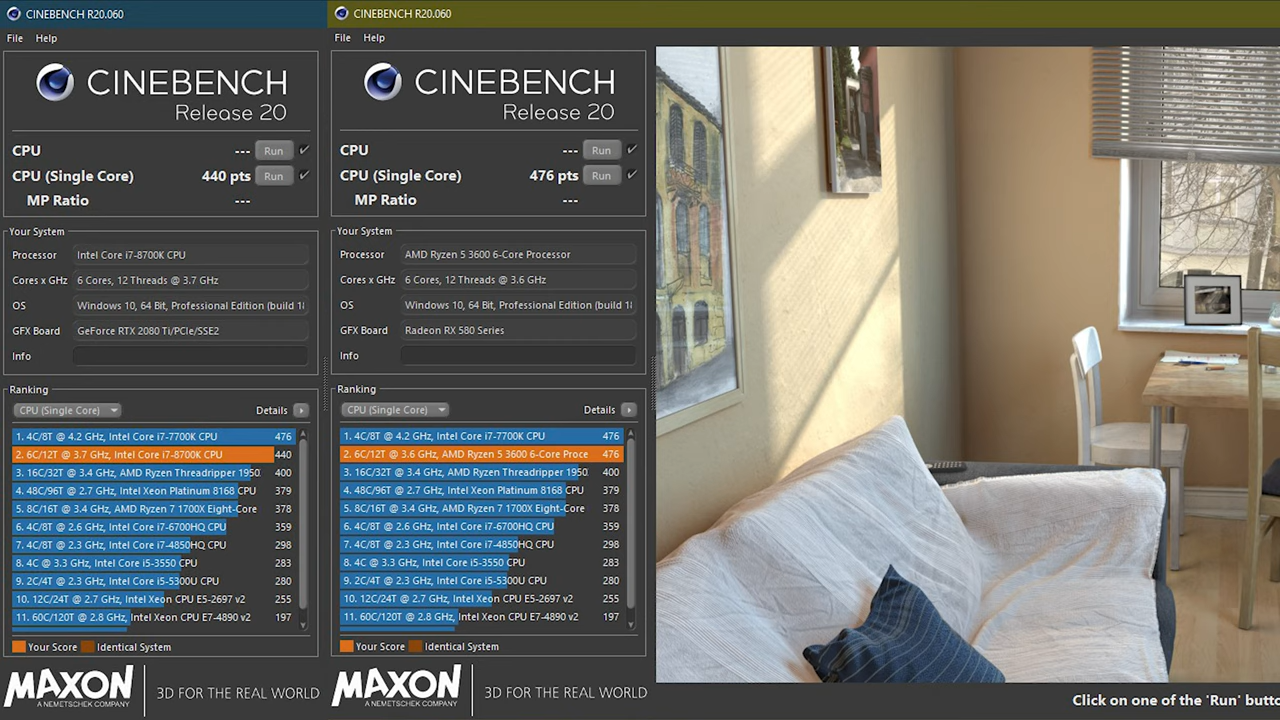 CINEBENCH R20.060
File Help
CINEBENCH
Release 20
CPU --- Run
CPU (Single Core) 440 pts Run
MP Ratio ---
Your System
Processor Intel Core i7-8700K CPU
Cores x GHz 6 Cores, 12 Threads @ 3.7 GHz
OS Windows 10, 64 Bit, Professional Edition (build 18
GFX Board GeForce RTX 2080 Ti/PCIe/SSE2
Info
Ranking
CPU (Single Core) Details
1. 4C/8T @ 4.2 GHz, Intel Core i7-7700K CPU 476
2. 6C/12T @ 3.7 GHz, Intel Core i7-8700K CPU 440
3. 16C/32T @ 3.4 GHz, AMD Ryzen Threadripper 1950 400
4. 48C/96T @ 2.7 GHz, Intel Xeon Platinum 8168 CPU 379
5. 8C/16T @ 3.4 GHz, AMD Ryzen 7 1700X Eight-Core 378
6. 4C/8T @ 2.6 GHz, Intel Core i7-6700HQ CPU 359
7. 4C/8T @ 2.3 GHz, Intel Core i7-4850HQ CPU 298
8. 4C @ 3.3 GHz, Intel Core i5-3550 CPU 283
9. 2C/4T @ 2.3 GHz, Intel Core i5-5300U CPU 280
10. 12C/24T @ 2.7 GHz, Intel Xeon CPU E5-2697 v2 255
11. 60C/120T @ 2.8 GHz, Intel Xeon CPU E7-4890 v2 197
Your Score Identical System
MAXON
A NEMETSCHEK COMPANY
3D FOR THE REAL WORLD
CINEBENCH R20.060
File Help
CINEBENCH
Release 20
CPU --- Run
CPU (Single Core) 476 pts Run
MP Ratio ---
Your System
Processor AMD Ryzen 5 3600 6-Core Processor
Cores x GHz 6 Cores, 12 Threads @ 3.6 GHz
OS Windows 10, 64 Bit, Professional Edition (build 18
GFX Board Radeon RX 580 Series
Info
Ranking
CPU (Single Core) Details
1. 4C/8T @ 4.2 GHz, Intel Core i7-7700K CPU 476
2. 6C/12T @ 3.6 GHz, AMD Ryzen 5 3600 6-Core Proce 476
3. 16C/32T @ 3.4 GHz, AMD Ryzen Threadripper 1950 400
4. 48C/96T @ 2.7 GHz, Intel Xeon Platinum 8168 CPU 379
5. 8C/16T @ 3.4 GHz, AMD Ryzen 7 1700X Eight-Core 378
6. 4C/8T @ 2.6 GHz, Intel Core i7-6700HQ CPU 359
7. 4C/8T @ 2.3 GHz, Intel Core i7-4850HQ CPU 298
8. 4C @ 3.3 GHz, Intel Core i5-3550 CPU 283
9. 2C/4T @ 2.3 GHz, Intel Core i5-5300U CPU 280
10. 12C/24T @ 2.7 GHz, Intel Xeon CPU E5-2697 v2 255
11. 60C/120T @ 2.8 GHz, Intel Xeon CPU E7-4890 v2 197
Your Score Identical System
MAXON
A NEMETSCHEK COMPANY
3D FOR THE REAL WORLD
Click on one of the 'Run' butto